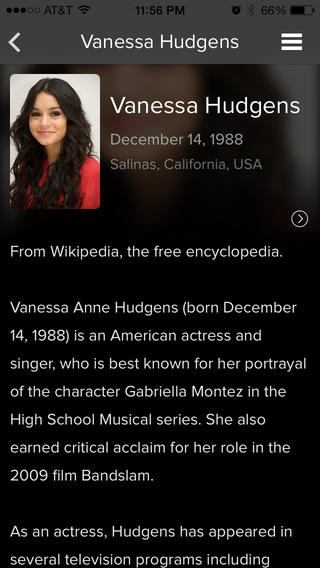 AT&T 11:56 PM 66%
Vanessa Hudgens
Vanessa Hudgens
December 14, 1988
Salinas, California, USA
From Wikipedia, the free encyclopedia.
Vanessa Anne Hudgens (born December
14, 1988) is an American actress and
singer, who is best known for her portrayal
of the character Gabriella Montez in the
High School Musical series. She also
earned critical acclaim for her role in the
2009 film Bandslam.
As an actress, Hudgens has appeared in
several television programs including